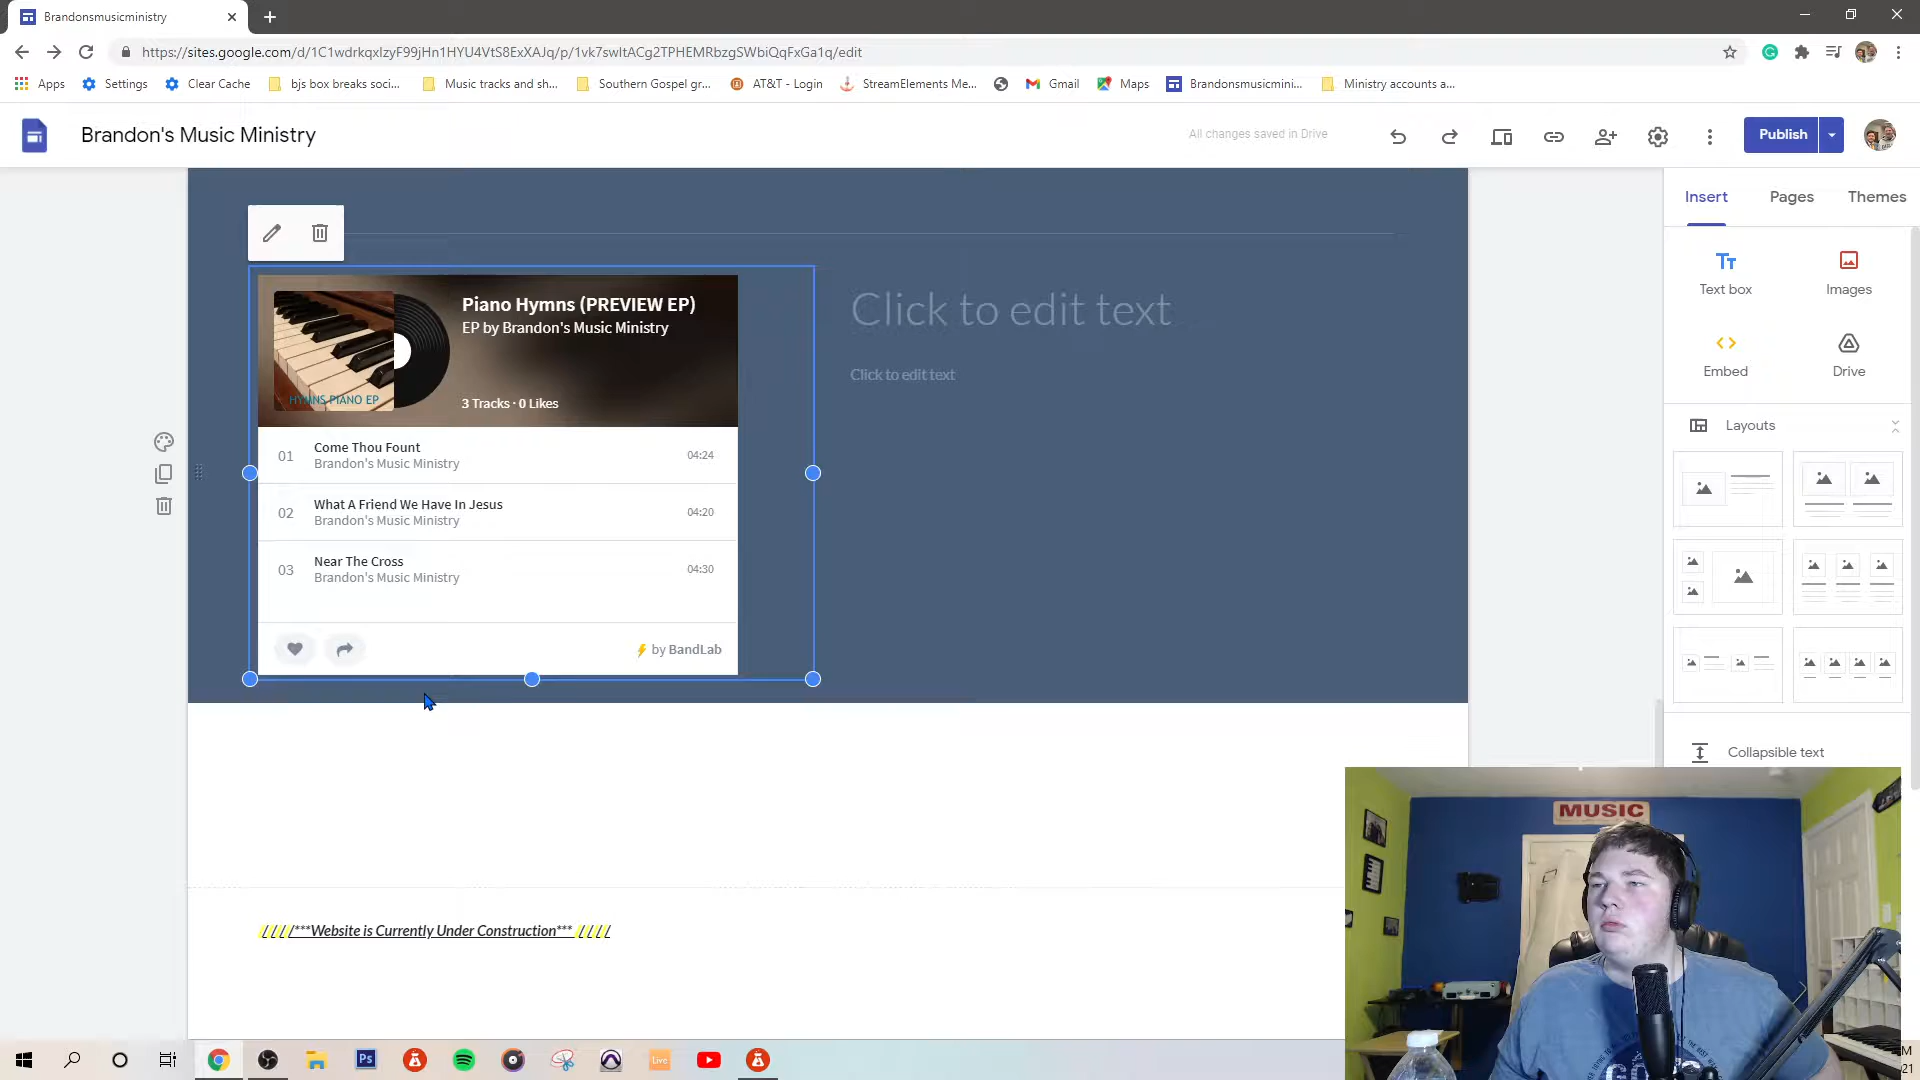 Brandonsmusicministry
https://sites.google.com/d/1C1wdrkqxIzyF99jHn1HYU4VtS8ExXAJq/p/1vk7swItACg2TPHEMRbzgSWbiQqFxGa1q/edit
Apps Settings Clear Cache bjs box breaks soci... Music tracks and sh... Southern Gospel gr... AT&T - Login StreamElements Me... Gmail Maps Brandonsmusicmini... Ministry accounts a...
Brandon's Music Ministry
All changes saved in Drive
Publish
Insert Pages Themes
Text box Images
Embed Drive
Layouts
Collapsible text
Piano Hymns (PREVIEW EP)
EP by Brandon's Music Ministry
HYMNS PIANO EP
3 Tracks · 0 Likes
01 Come Thou Fount 04:24
Brandon's Music Ministry
02 What A Friend We Have In Jesus 04:20
Brandon's Music Ministry
03 Near The Cross 04:30
Brandon's Music Ministry
by BandLab
Click to edit text
Click to edit text
////***Website is Currently Under Construction*** ////
MUSIC
Ps
Live
M
21